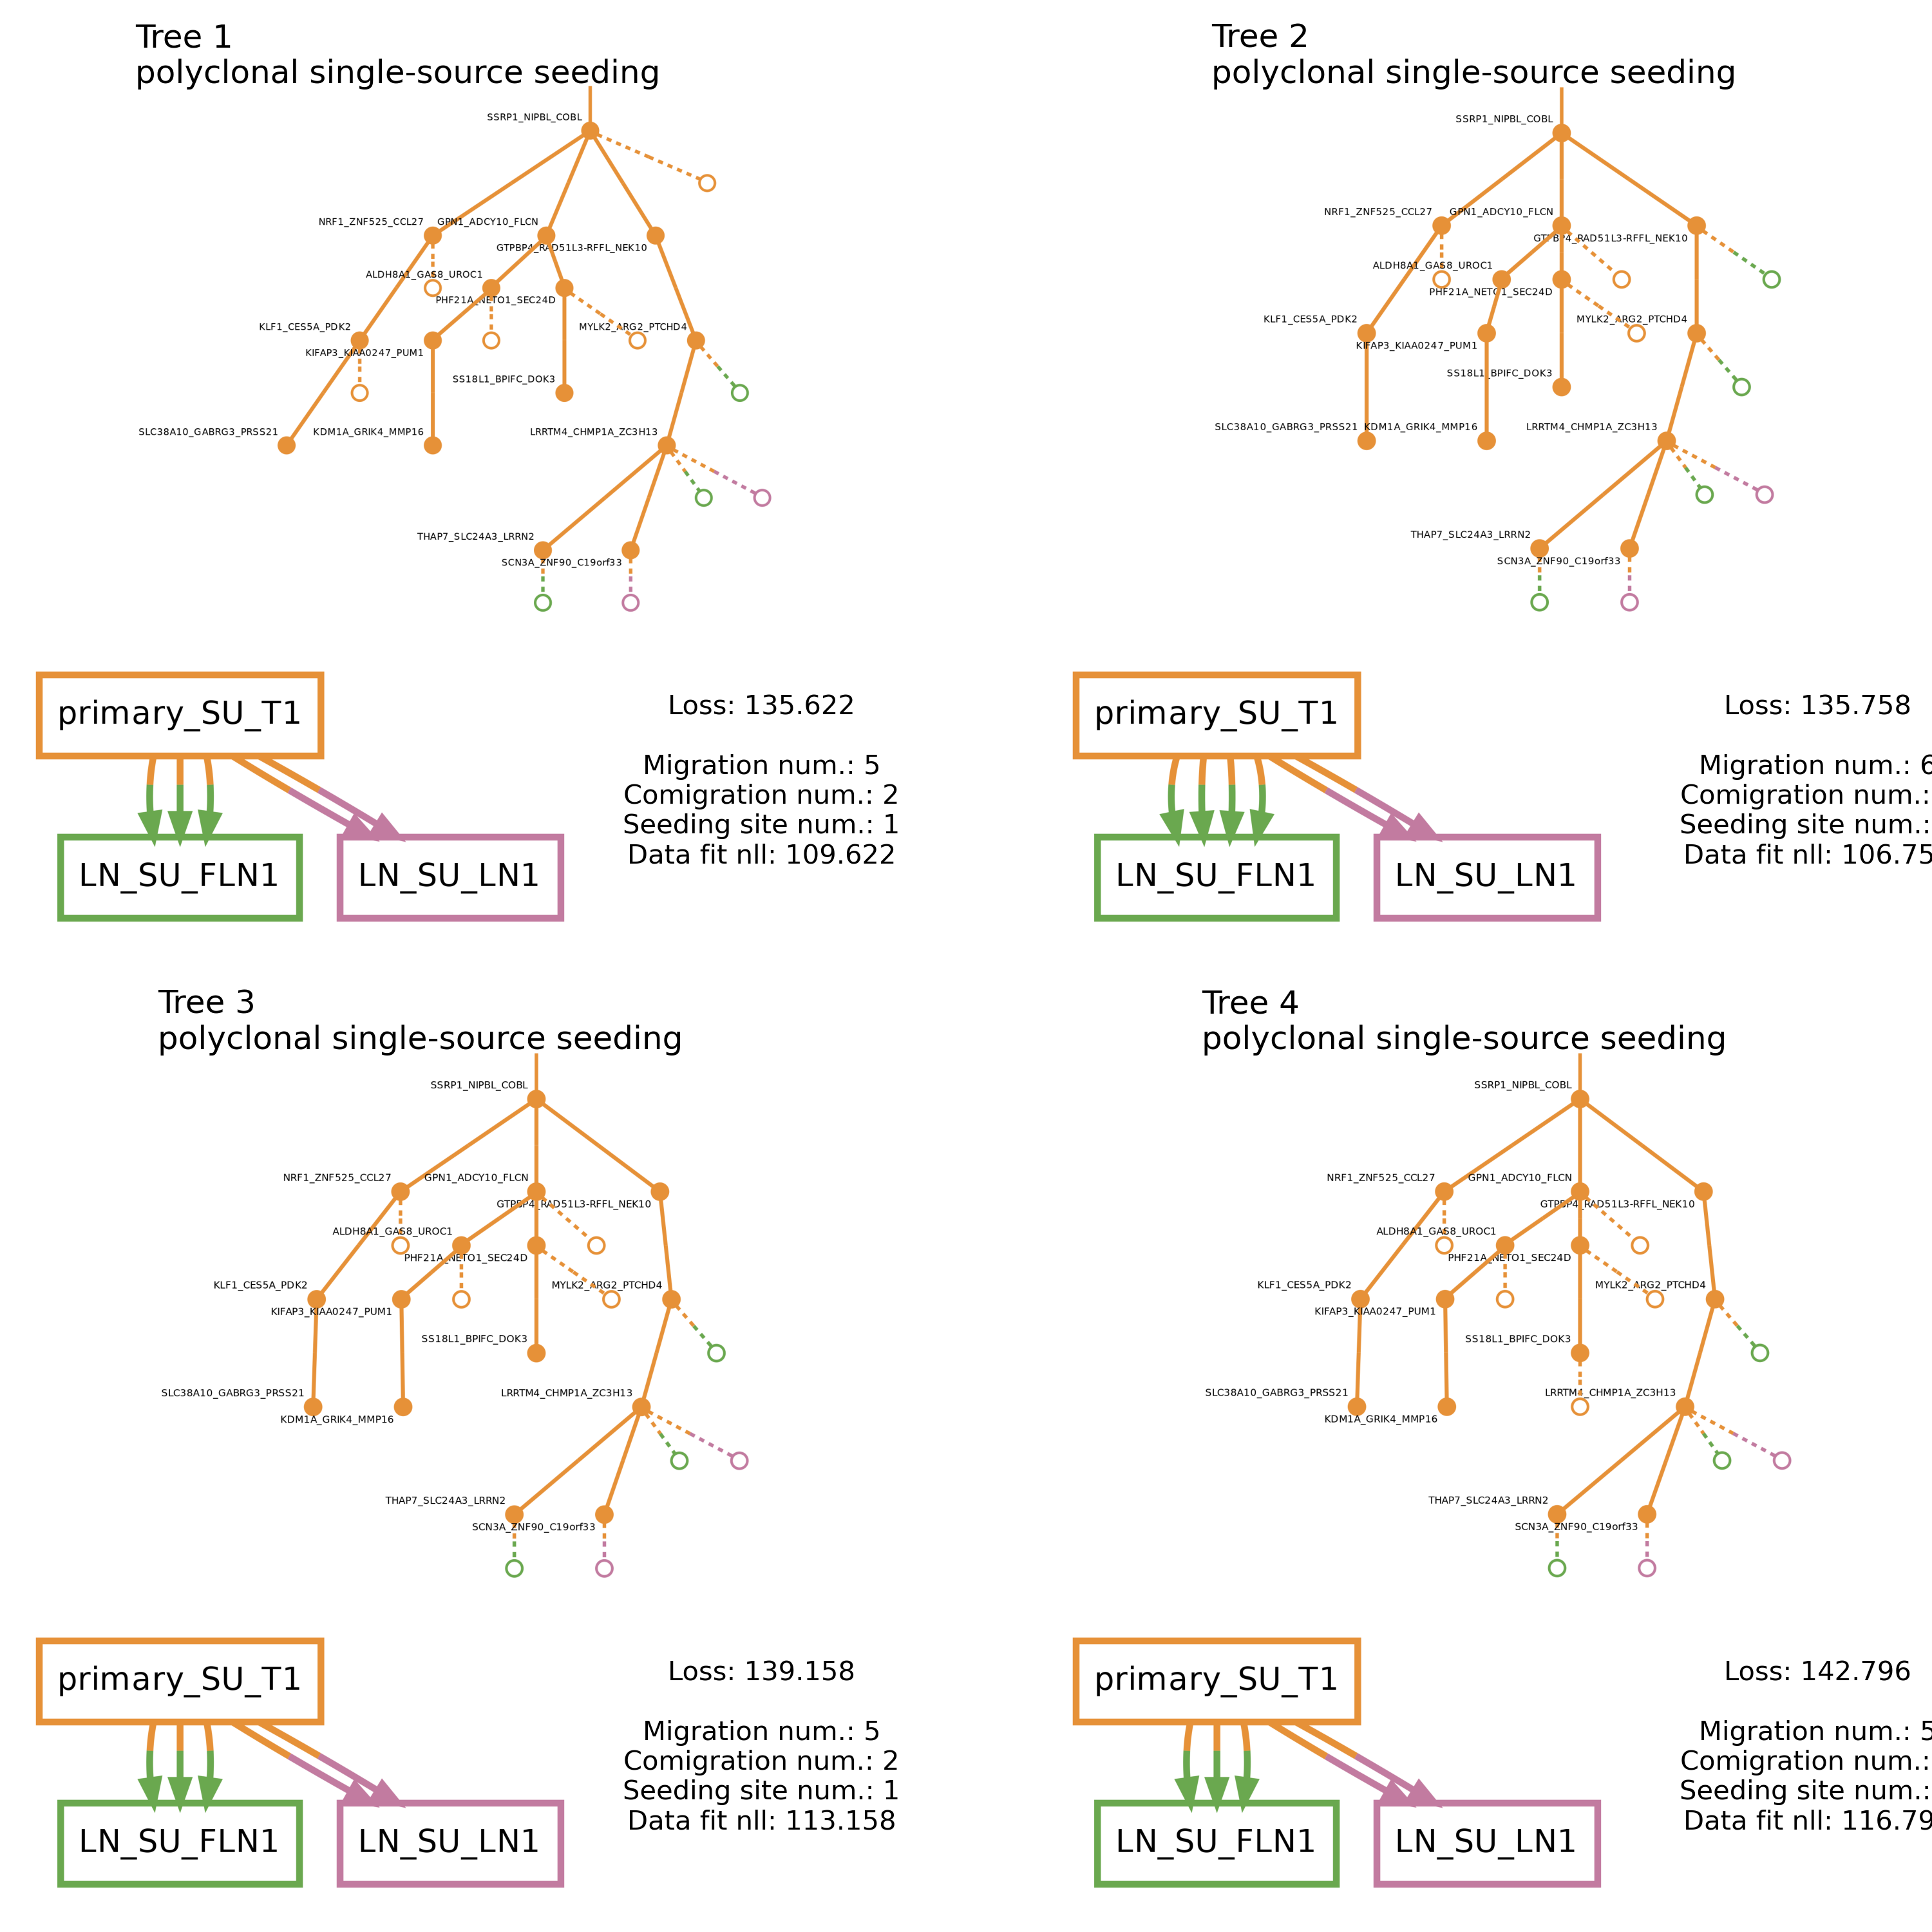 Tree 1
polyclonal single-source seeding
SSRP1_NIPBL_COBL
NRF1_ZNF525_CCL27
GPN1_ADCY10_FLCN
GTPBP4_RAD51L3-RFFL_NEK10
ALDH8A1_GAS8_UROC1
PHF21A_NETO1_SEC24D
KLF1_CES5A_PDK2
MYLK2_ARG2_PTCHD4
KIFAP3_KIAA0247_PUM1
SS18L1_BPIFC_DOK3
SLC38A10_GABRG3_PRSS21
KDM1A_GRIK4_MMP16
LRRTM4_CHMP1A_ZC3H13
THAP7_SLC24A3_LRRN2
SCN3A_ZNF90_C19orf33
primary_SU_T1
LN_SU_FLN1
LN_SU_LN1
Loss: 135.622
Migration num.: 5
Comigration num.: 2
Seeding site num.: 1
Data fit nll: 109.622
Tree 2
polyclonal single-source seeding
SSRP1_NIPBL_COBL
NRF1_ZNF525_CCL27
GPN1_ADCY10_FLCN
GTPBP4_RAD51L3-RFFL_NEK10
ALDH8A1_GAS8_UROC1
PHF21A_NETO1_SEC24D
KLF1_CES5A_PDK2
MYLK2_ARG2_PTCHD4
KIFAP3_KIAA0247_PUM1
SS18L1_BPIFC_DOK3
SLC38A10_GABRG3_PRSS21
KDM1A_GRIK4_MMP16
LRRTM4_CHMP1A_ZC3H13
THAP7_SLC24A3_LRRN2
SCN3A_ZNF90_C19orf33
primary_SU_T1
LN_SU_FLN1
LN_SU_LN1
Loss: 135.758
Migration num.: 6
Comigration num.:
Seeding site num.:
Data fit nll: 106.75
Tree 3
polyclonal single-source seeding
SSRP1_NIPBL_COBL
NRF1_ZNF525_CCL27
GPN1_ADCY10_FLCN
GTPBP4_RAD51L3-RFFL_NEK10
ALDH8A1_GAS8_UROC1
PHF21A_NETO1_SEC24D
KLF1_CES5A_PDK2
MYLK2_ARG2_PTCHD4
KIFAP3_KIAA0247_PUM1
SS18L1_BPIFC_DOK3
SLC38A10_GABRG3_PRSS21
LRRTM4_CHMP1A_ZC3H13
KDM1A_GRIK4_MMP16
THAP7_SLC24A3_LRRN2
SCN3A_ZNF90_C19orf33
primary_SU_T1
LN_SU_FLN1
LN_SU_LN1
Loss: 139.158
Migration num.: 5
Comigration num.: 2
Seeding site num.: 1
Data fit nll: 113.158
Tree 4
polyclonal single-source seeding
SSRP1_NIPBL_COBL
NRF1_ZNF525_CCL27
GPN1_ADCY10_FLCN
GTPBP4_RAD51L3-RFFL_NEK10
ALDH8A1_GAS8_UROC1
PHF21A_NETO1_SEC24D
KLF1_CES5A_PDK2
MYLK2_ARG2_PTCHD4
KIFAP3_KIAA0247_PUM1
SS18L1_BPIFC_DOK3
SLC38A10_GABRG3_PRSS21
LRRTM4_CHMP1A_ZC3H13
KDM1A_GRIK4_MMP16
THAP7_SLC24A3_LRRN2
SCN3A_ZNF90_C19orf33
primary_SU_T1
LN_SU_FLN1
LN_SU_LN1
Loss: 142.796
Migration num.: 5
Comigration num.:
Seeding site num.:
Data fit nll: 116.79